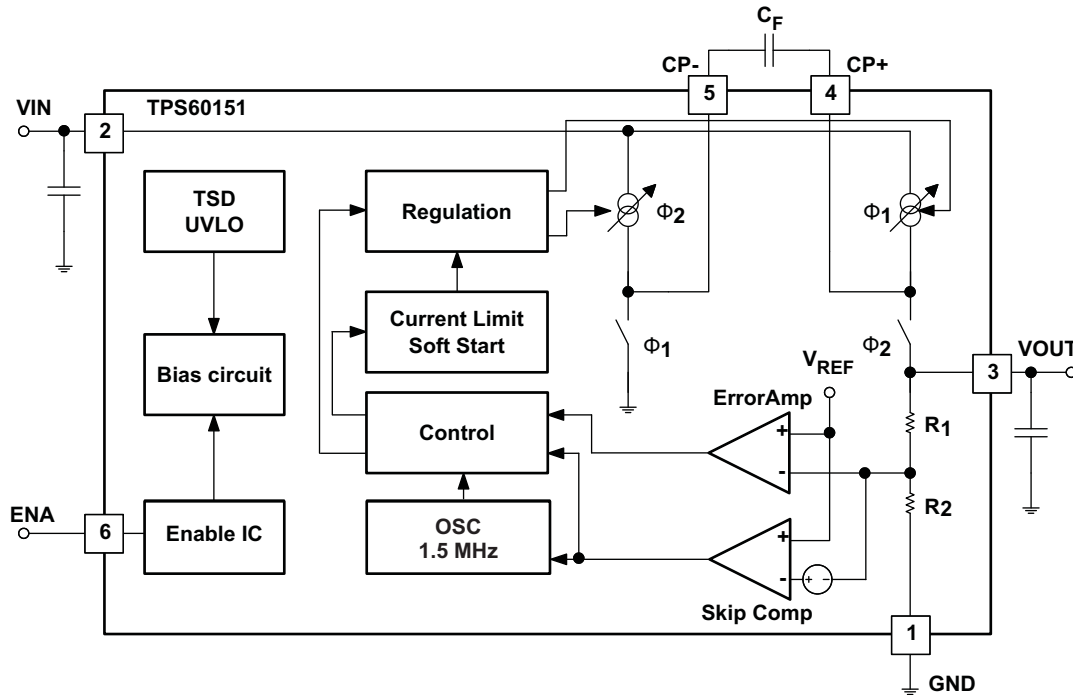 C_F
CP-
CP+
5
4
VIN
TPS60151
2
TSD
UVLO
Regulation
Φ2
Φ1
Current Limit
Soft Start
Bias circuit
Φ1
Φ2
V_REF
VOUT
3
ErrorAmp
Control
+
-
R1
R2
ENA
6
Enable IC
OSC
1.5 MHz
+
-
+ -
Skip Comp
1
GND